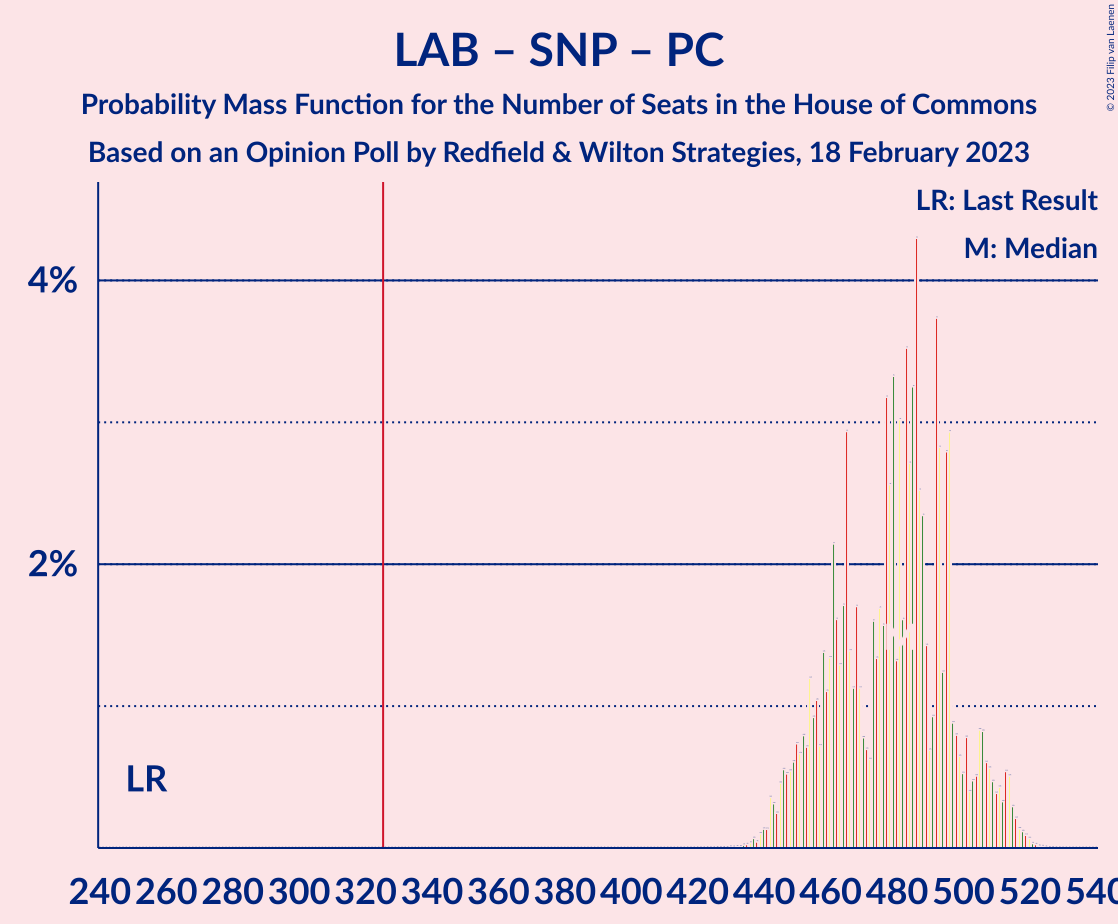 LAB – SNP – PC
Probability Mass Function for the Number of Seats in the House of Commons
Based on an Opinion Poll by Redfield & Wilton Strategies, 18 February 2023
© 2023 Filip van Laenen
LR: Last Result
M: Median
4%
2%
LR
240 260 280 300 320 340 360 380 400 420 440 460 480 500 520 540